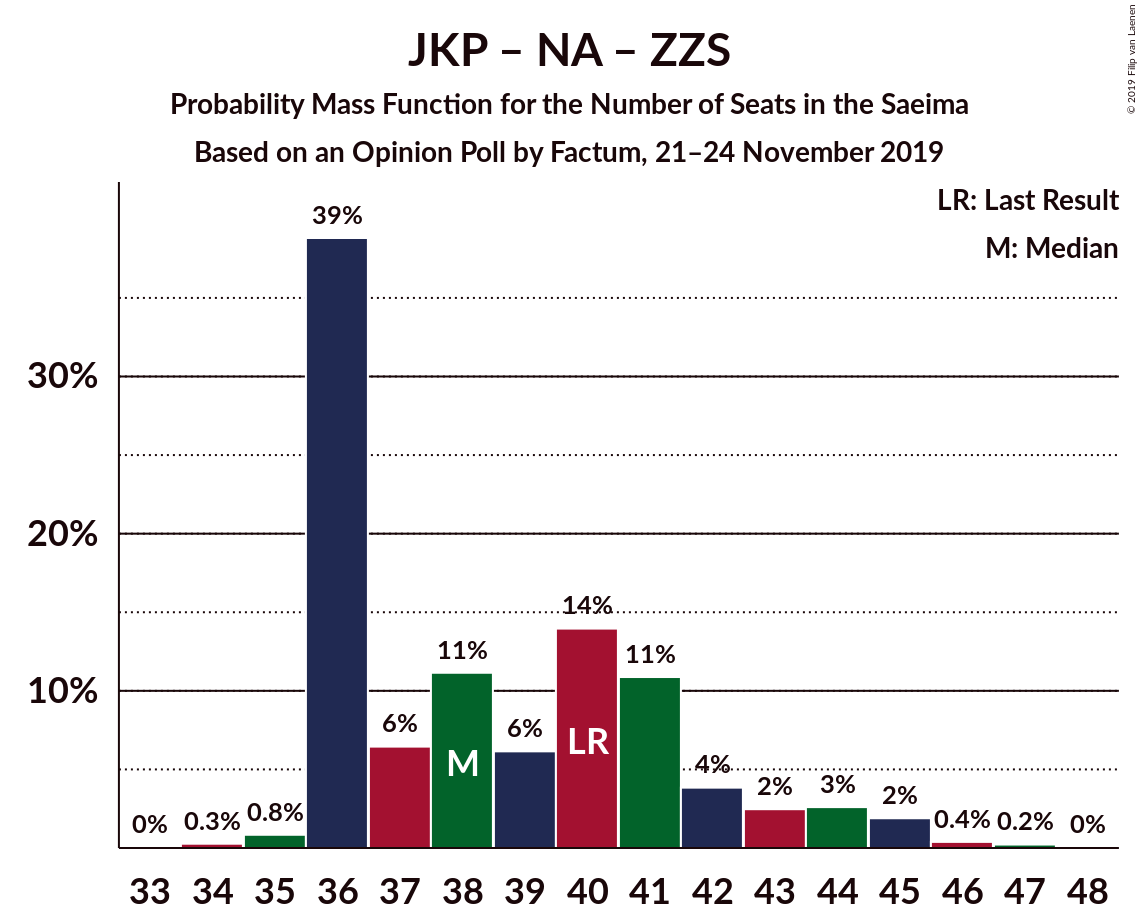 JKP – NA – ZZS
Probability Mass Function for the Number of Seats in the Saeima
Based on an Opinion Poll by Factum, 21–24 November 2019
© 2019 Filip van Laenen
LR: Last Result
M: Median
39%
30%
20%
14%
11%
11%
10%
6%
6%
LR
M
4%
2%
3%
2%
0%
0.3%
0.8%
0.4%
0.2%
0%
33 34 35 36 37 38 39 40 41 42 43 44 45 46 47 48